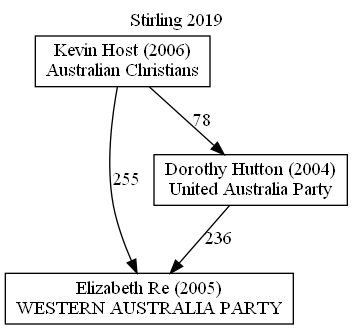 Stirling 2019
Kevin Host (2006)
Australian Christians
78
Dorothy Hutton (2004)
United Australia Party
255
236
Elizabeth Re (2005)
WESTERN AUSTRALIA PARTY